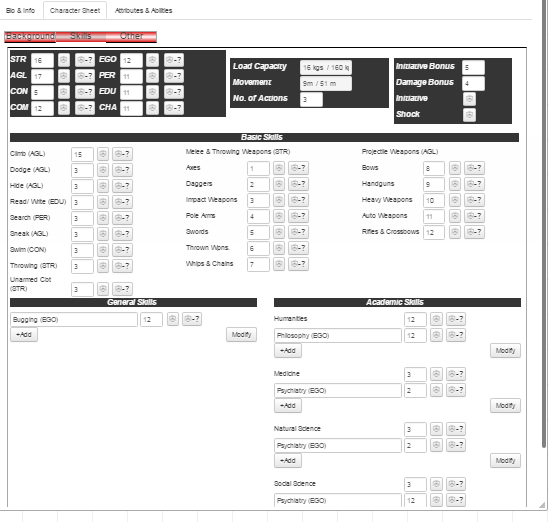 Bio & Info Character Sheet Attributes & Abilities
Background Skills Other
STR 16 -? EGO 12 -?
AGL 17 -? PER 11 -?
CON 5 -? EDU 11 -?
COM 12 -? CHA 11 -?
Load Capacity 16 kgs / 160 k
Movement 9m / 51 m
No. of Actions 3
Initiative Bonus 5
Damage Bonus 4
Initiative
Shock
Basic Skills
Climb (AGL) 15 -?
Dodge (AGL) 3 -?
Hide (AGL) 3 -?
Read/ Write (EDU) 3 -?
Search (PER) 3 -?
Sneak (AGL) 3 -?
Swim (CON) 3 -?
Throwing (STR) 3 -?
Unarmed Cbt
(STR) 3 -?
Melee & Throwing Weapons (STR)
Axes 1 -?
Daggers 2 -?
Impact Weapons 3 -?
Pole Arms 4 -?
Swords 5 -?
Thrown Wpns. 6 -?
Whips & Chains 7 -?
Projectile Weapons (AGL)
Bows 8 -?
Handguns 9 -?
Heavy Weapons 10 -?
Auto Weapons 11 -?
Rifles & Crossbows 12 -?
General Skills
Bugging (EGO) 12 -?
+Add Modify
Academic Skills
Humanities 12 -?
Philosophy (EGO) 12 -?
+Add Modify
Medicine 3 -?
Psychiatry (EGO) 2 -?
+Add Modify
Natural Science 3 -?
Psychiatry (EGO) 2 -?
+Add Modify
Social Science 3 -?
Psychiatry (EGO) 12 -?